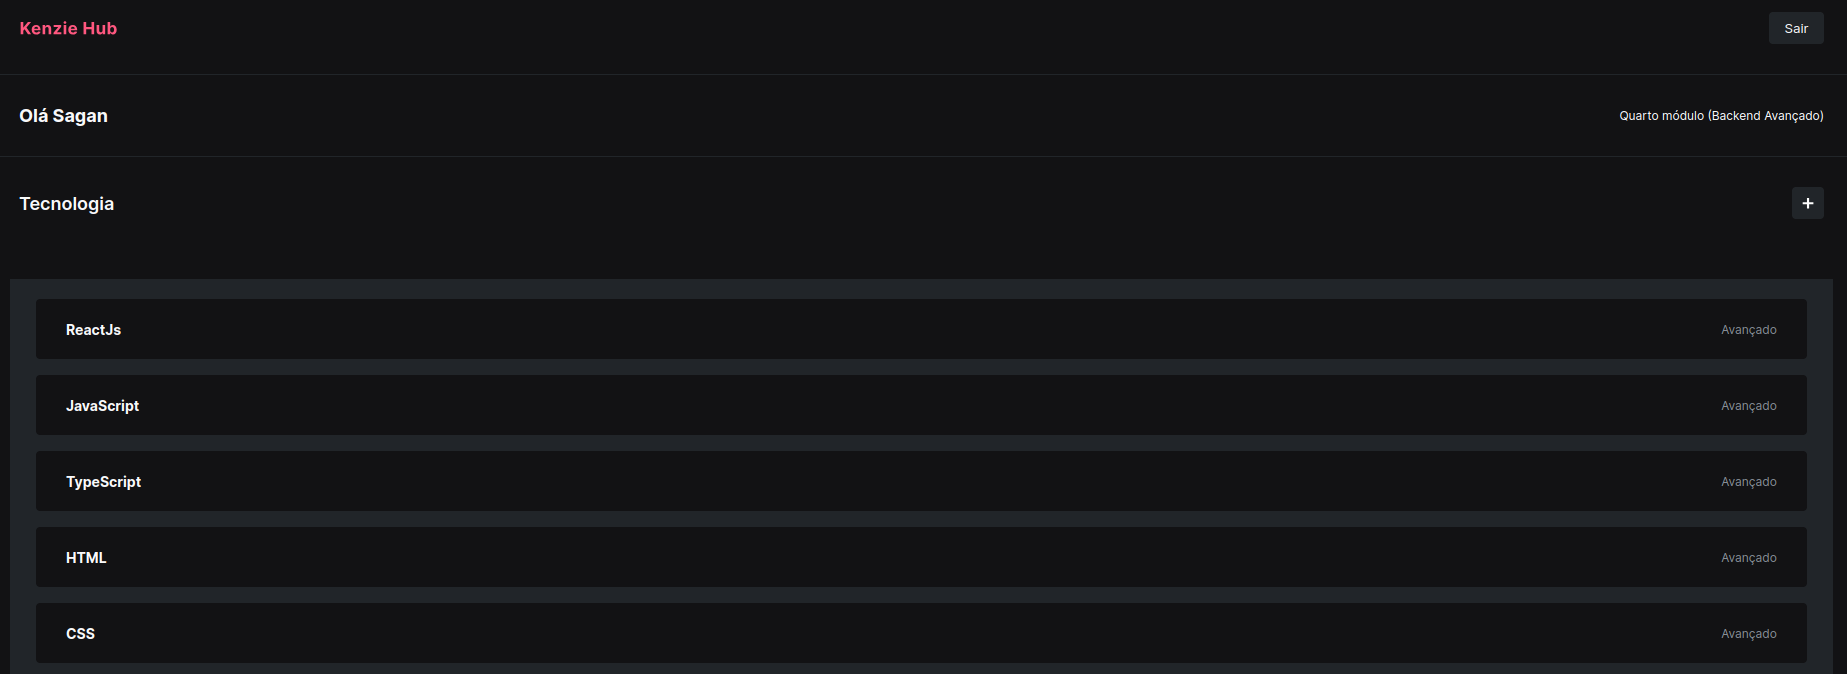 Kenzie Hub
Sair
Olá Sagan
Quarto módulo (Backend Avançado)
Tecnologia
+
ReactJs
Avançado
JavaScript
Avançado
TypeScript
Avançado
HTML
Avançado
CSS
Avançado